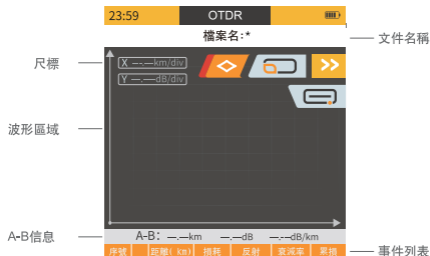 23:59 OTDR
檔案名:* 文件名稱
尺標 X —.—km/div
Y —.—dB/div
波形區域
A-B信息 A-B: —.—km —.—dB —.—dB/km
序號 距離( km) 損耗 反射 衰減率 累損 事件列表